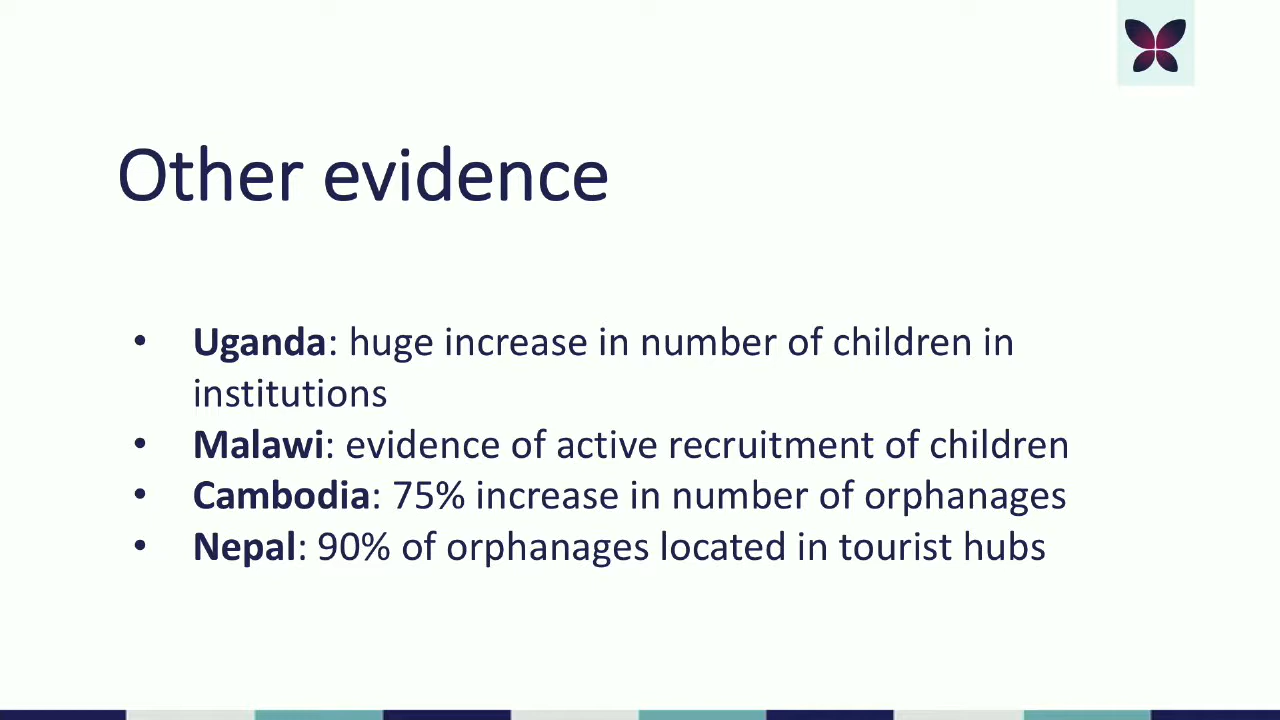 Other evidence
• Uganda: huge increase in number of children in
institutions
• Malawi: evidence of active recruitment of children
• Cambodia: 75% increase in number of orphanages
• Nepal: 90% of orphanages located in tourist hubs